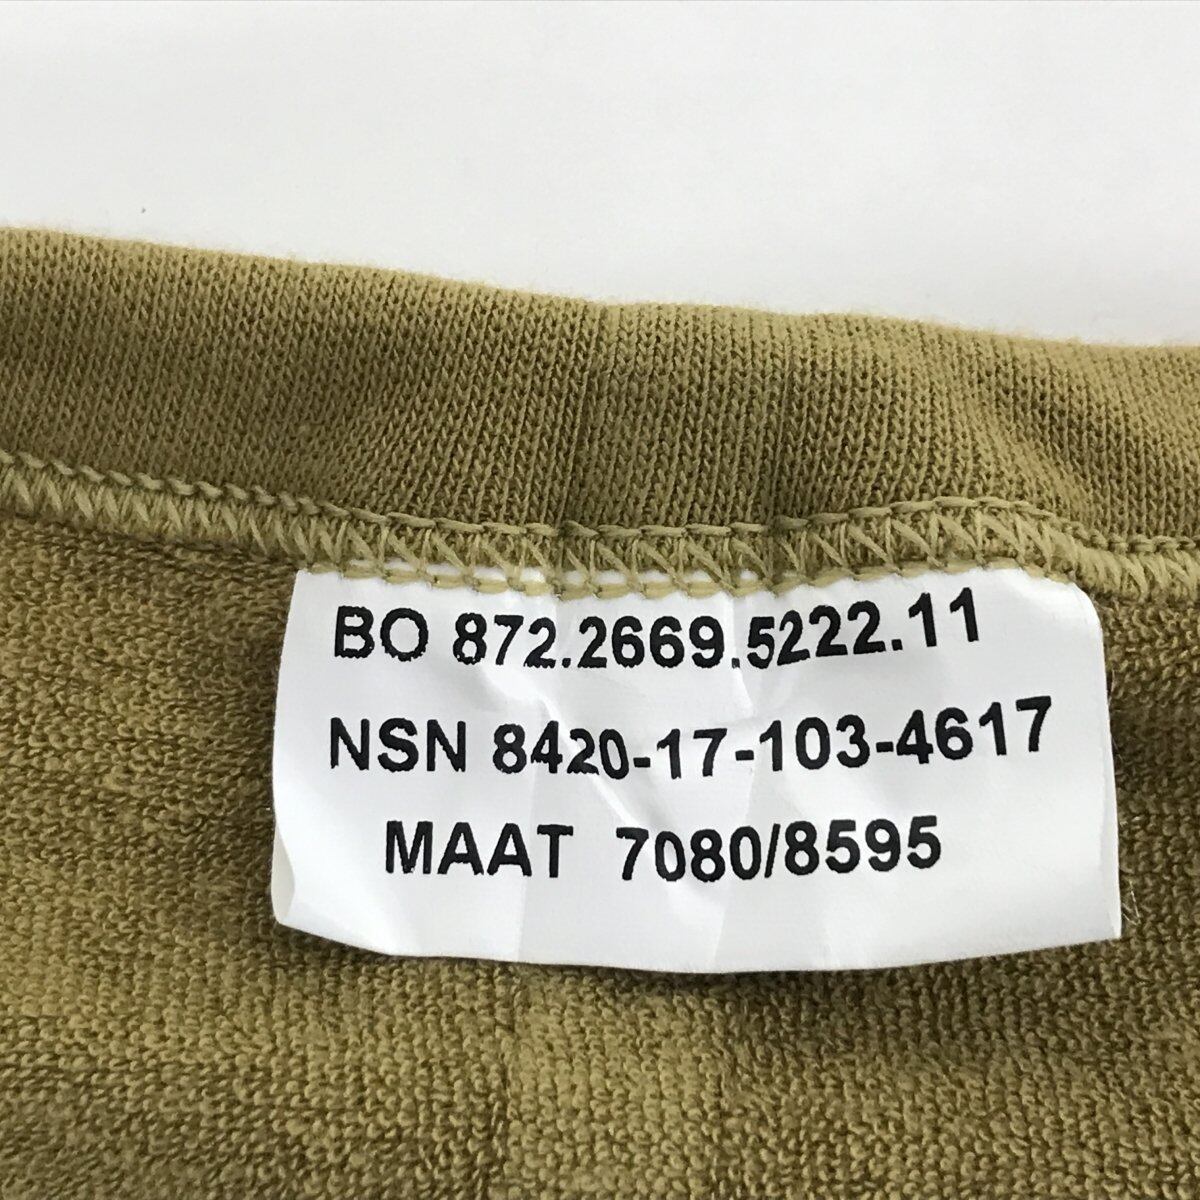 BO 872.2669.5222.11
NSN 8420-17-103-4617
MAAT 7080/8595